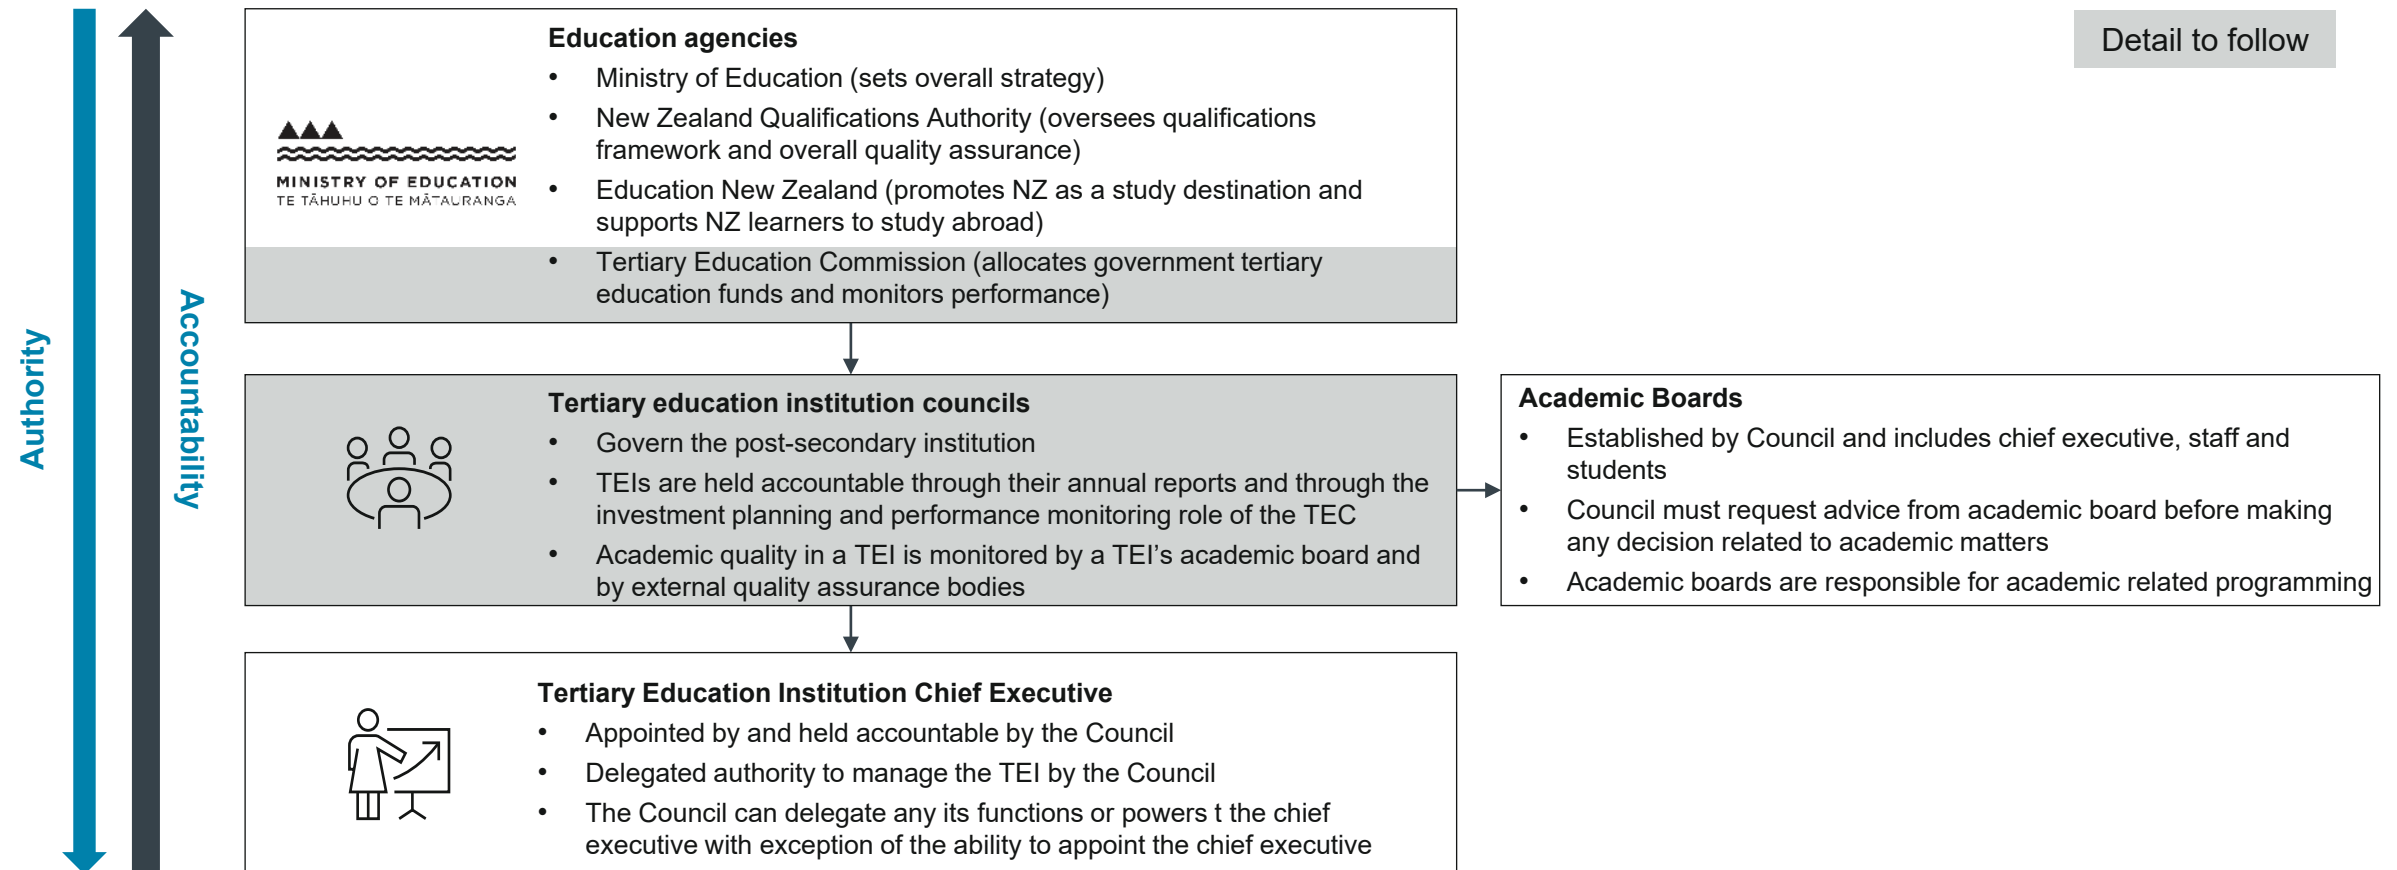 Authority
Accountability
Detail to follow
Education agencies
• Ministry of Education (sets overall strategy)
• New Zealand Qualifications Authority (oversees qualifications
framework and overall quality assurance)
• Education New Zealand (promotes NZ as a study destination and
supports NZ learners to study abroad)
• Tertiary Education Commission (allocates government tertiary
education funds and monitors performance)
MINISTRY OF EDUCATION
TE TĀHUHU O TE MĀTAURANGA
Tertiary education institution councils
• Govern the post-secondary institution
• TEIs are held accountable through their annual reports and through the
investment planning and performance monitoring role of the TEC
• Academic quality in a TEI is monitored by a TEI’s academic board and
by external quality assurance bodies
Academic Boards
• Established by Council and includes chief executive, staff and
students
• Council must request advice from academic board before making
any decision related to academic matters
• Academic boards are responsible for academic related programming
Tertiary Education Institution Chief Executive
• Appointed by and held accountable by the Council
• Delegated authority to manage the TEI by the Council
• The Council can delegate any its functions or powers t the chief
executive with exception of the ability to appoint the chief executive